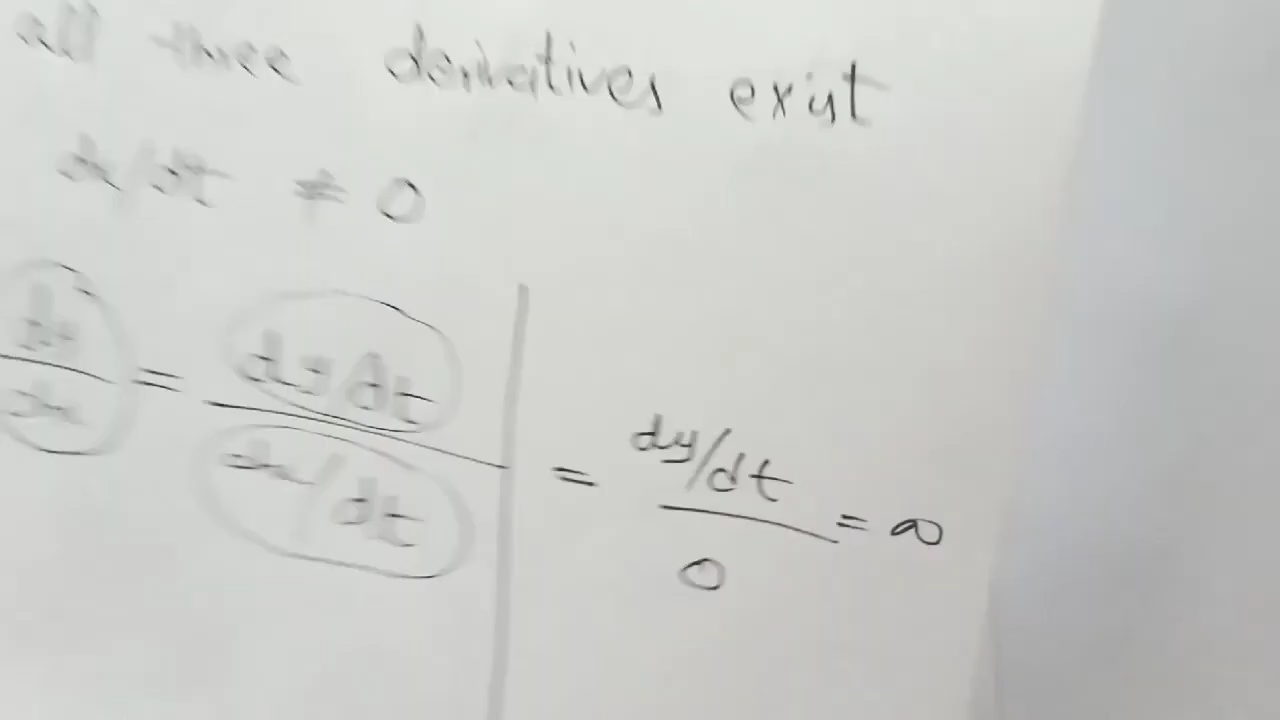 all three derivatives exist
dx/dt ≠ 0
dy/dx = (dy/dt)/(dx/dt) = (dy/dt)/0 = ∞